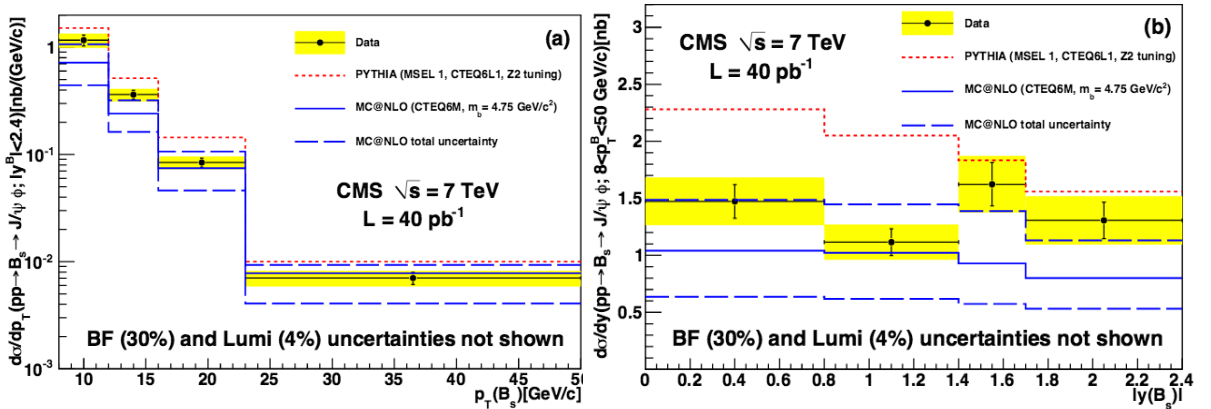 dσ/dp_T(pp→B_s→ J/ψ ϕ; |y^B|<2.4)[nb/(GeV/c)]
1
10^-1
10^-2
10^-3
(a)
Data
PYTHIA (MSEL 1, CTEQ6L1, Z2 tuning)
MC@NLO (CTEQ6M, m_b = 4.75 GeV/c²)
MC@NLO total uncertainty
CMS √s = 7 TeV
L = 40 pb^-1
BF (30%) and Lumi (4%) uncertainties not shown
10 15 20 25 30 35 40 45 50
p_T(B_s)[GeV/c]
dσ/dy(pp→B_s→ J/ψ ϕ; 8<p_T^B<50 GeV/c)[nb]
3
2.5
2
1.5
1
0.5
(b)
CMS √s = 7 TeV
L = 40 pb^-1
Data
PYTHIA (MSEL 1, CTEQ6L1, Z2 tuning)
MC@NLO (CTEQ6M, m_b = 4.75 GeV/c²)
MC@NLO total uncertainty
BF (30%) and Lumi (4%) uncertainties not shown
0 0.2 0.4 0.6 0.8 1 1.2 1.4 1.6 1.8 2 2.2 2.4
|y(B_s)|